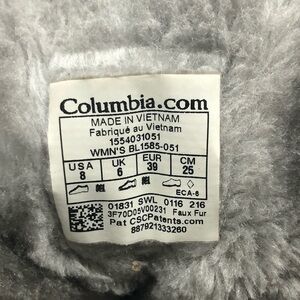 Columbia.com
MADE IN VIETNAM
Fabriqué au Vietnam
1554031051
WMN'S BL1585-051
USA UK EUR CM
8 6 39 25
ECA-6
01831 SWL 0116 216
3F70D05V00231 Faux Fur
Pat CSCPatents.com
887921333260